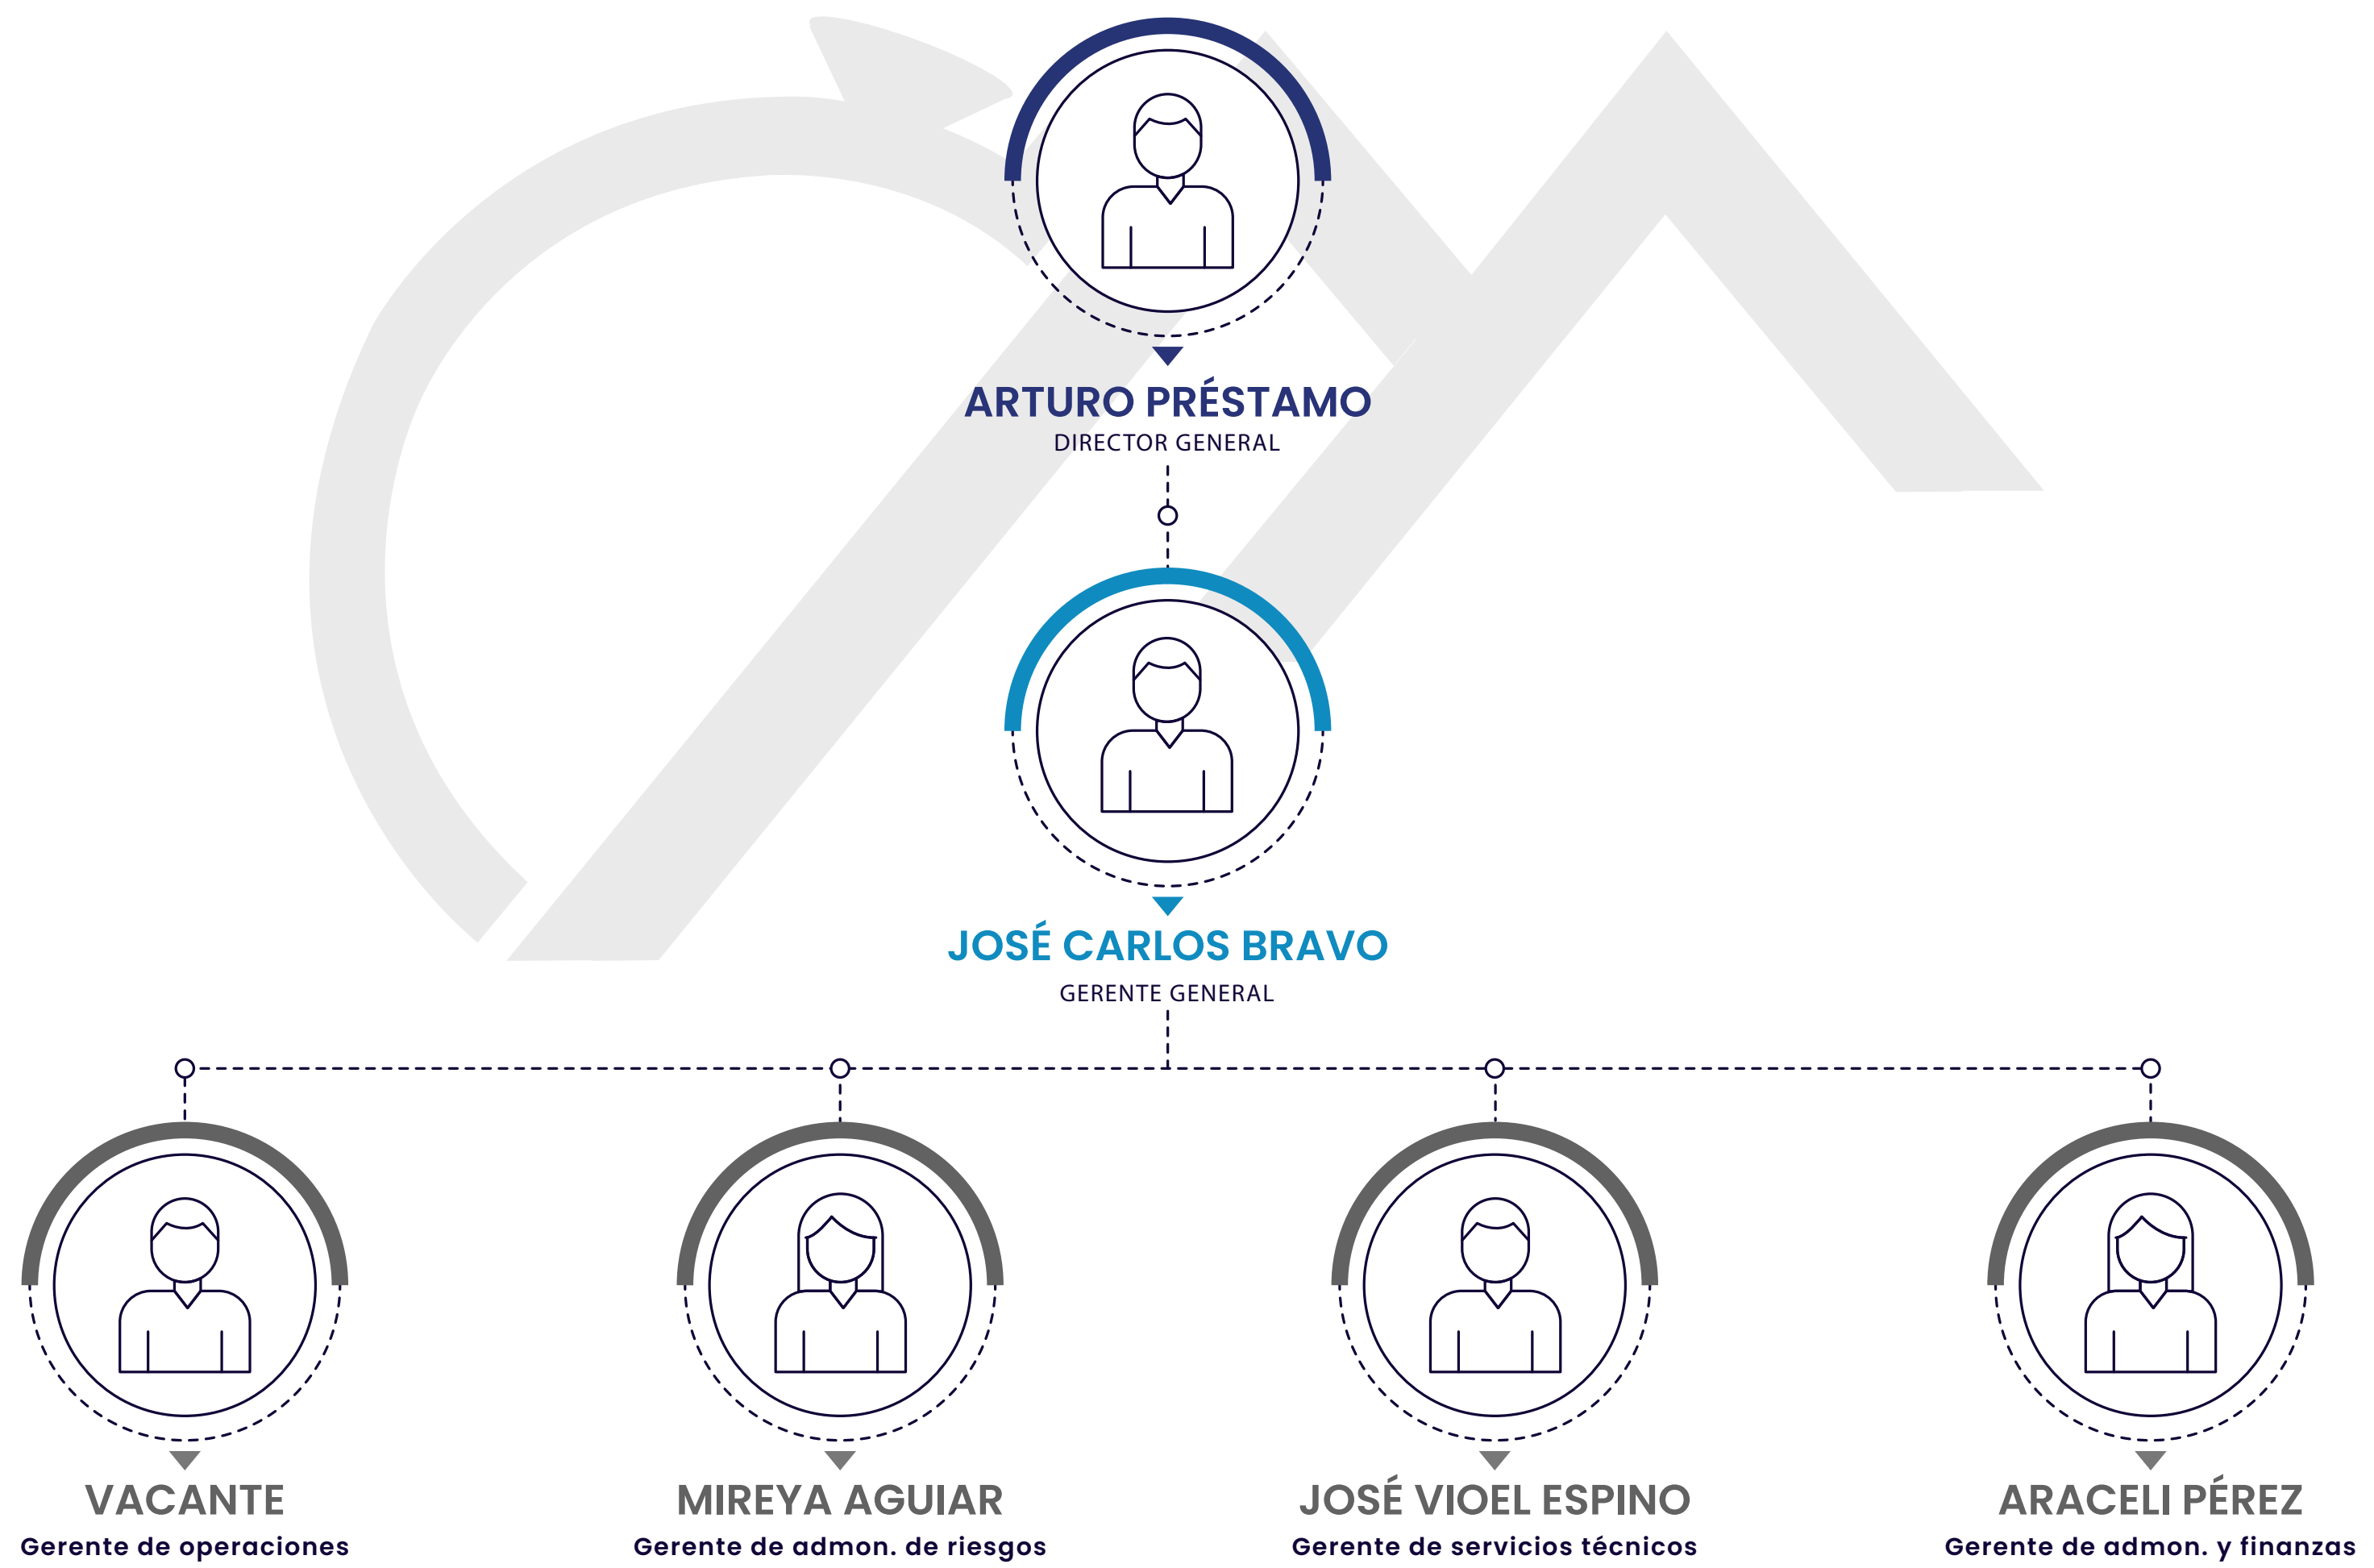 ARTURO PRÉSTAMO
DIRECTOR GENERAL
JOSÉ CARLOS BRAVO
GERENTE GENERAL
VACANTE
Gerente de operaciones
MIREYA AGUIAR
Gerente de admon. de riesgos
JOSÉ VIOEL ESPINO
Gerente de servicios técnicos
ARACELI PÉREZ
Gerente de admon. y finanzas